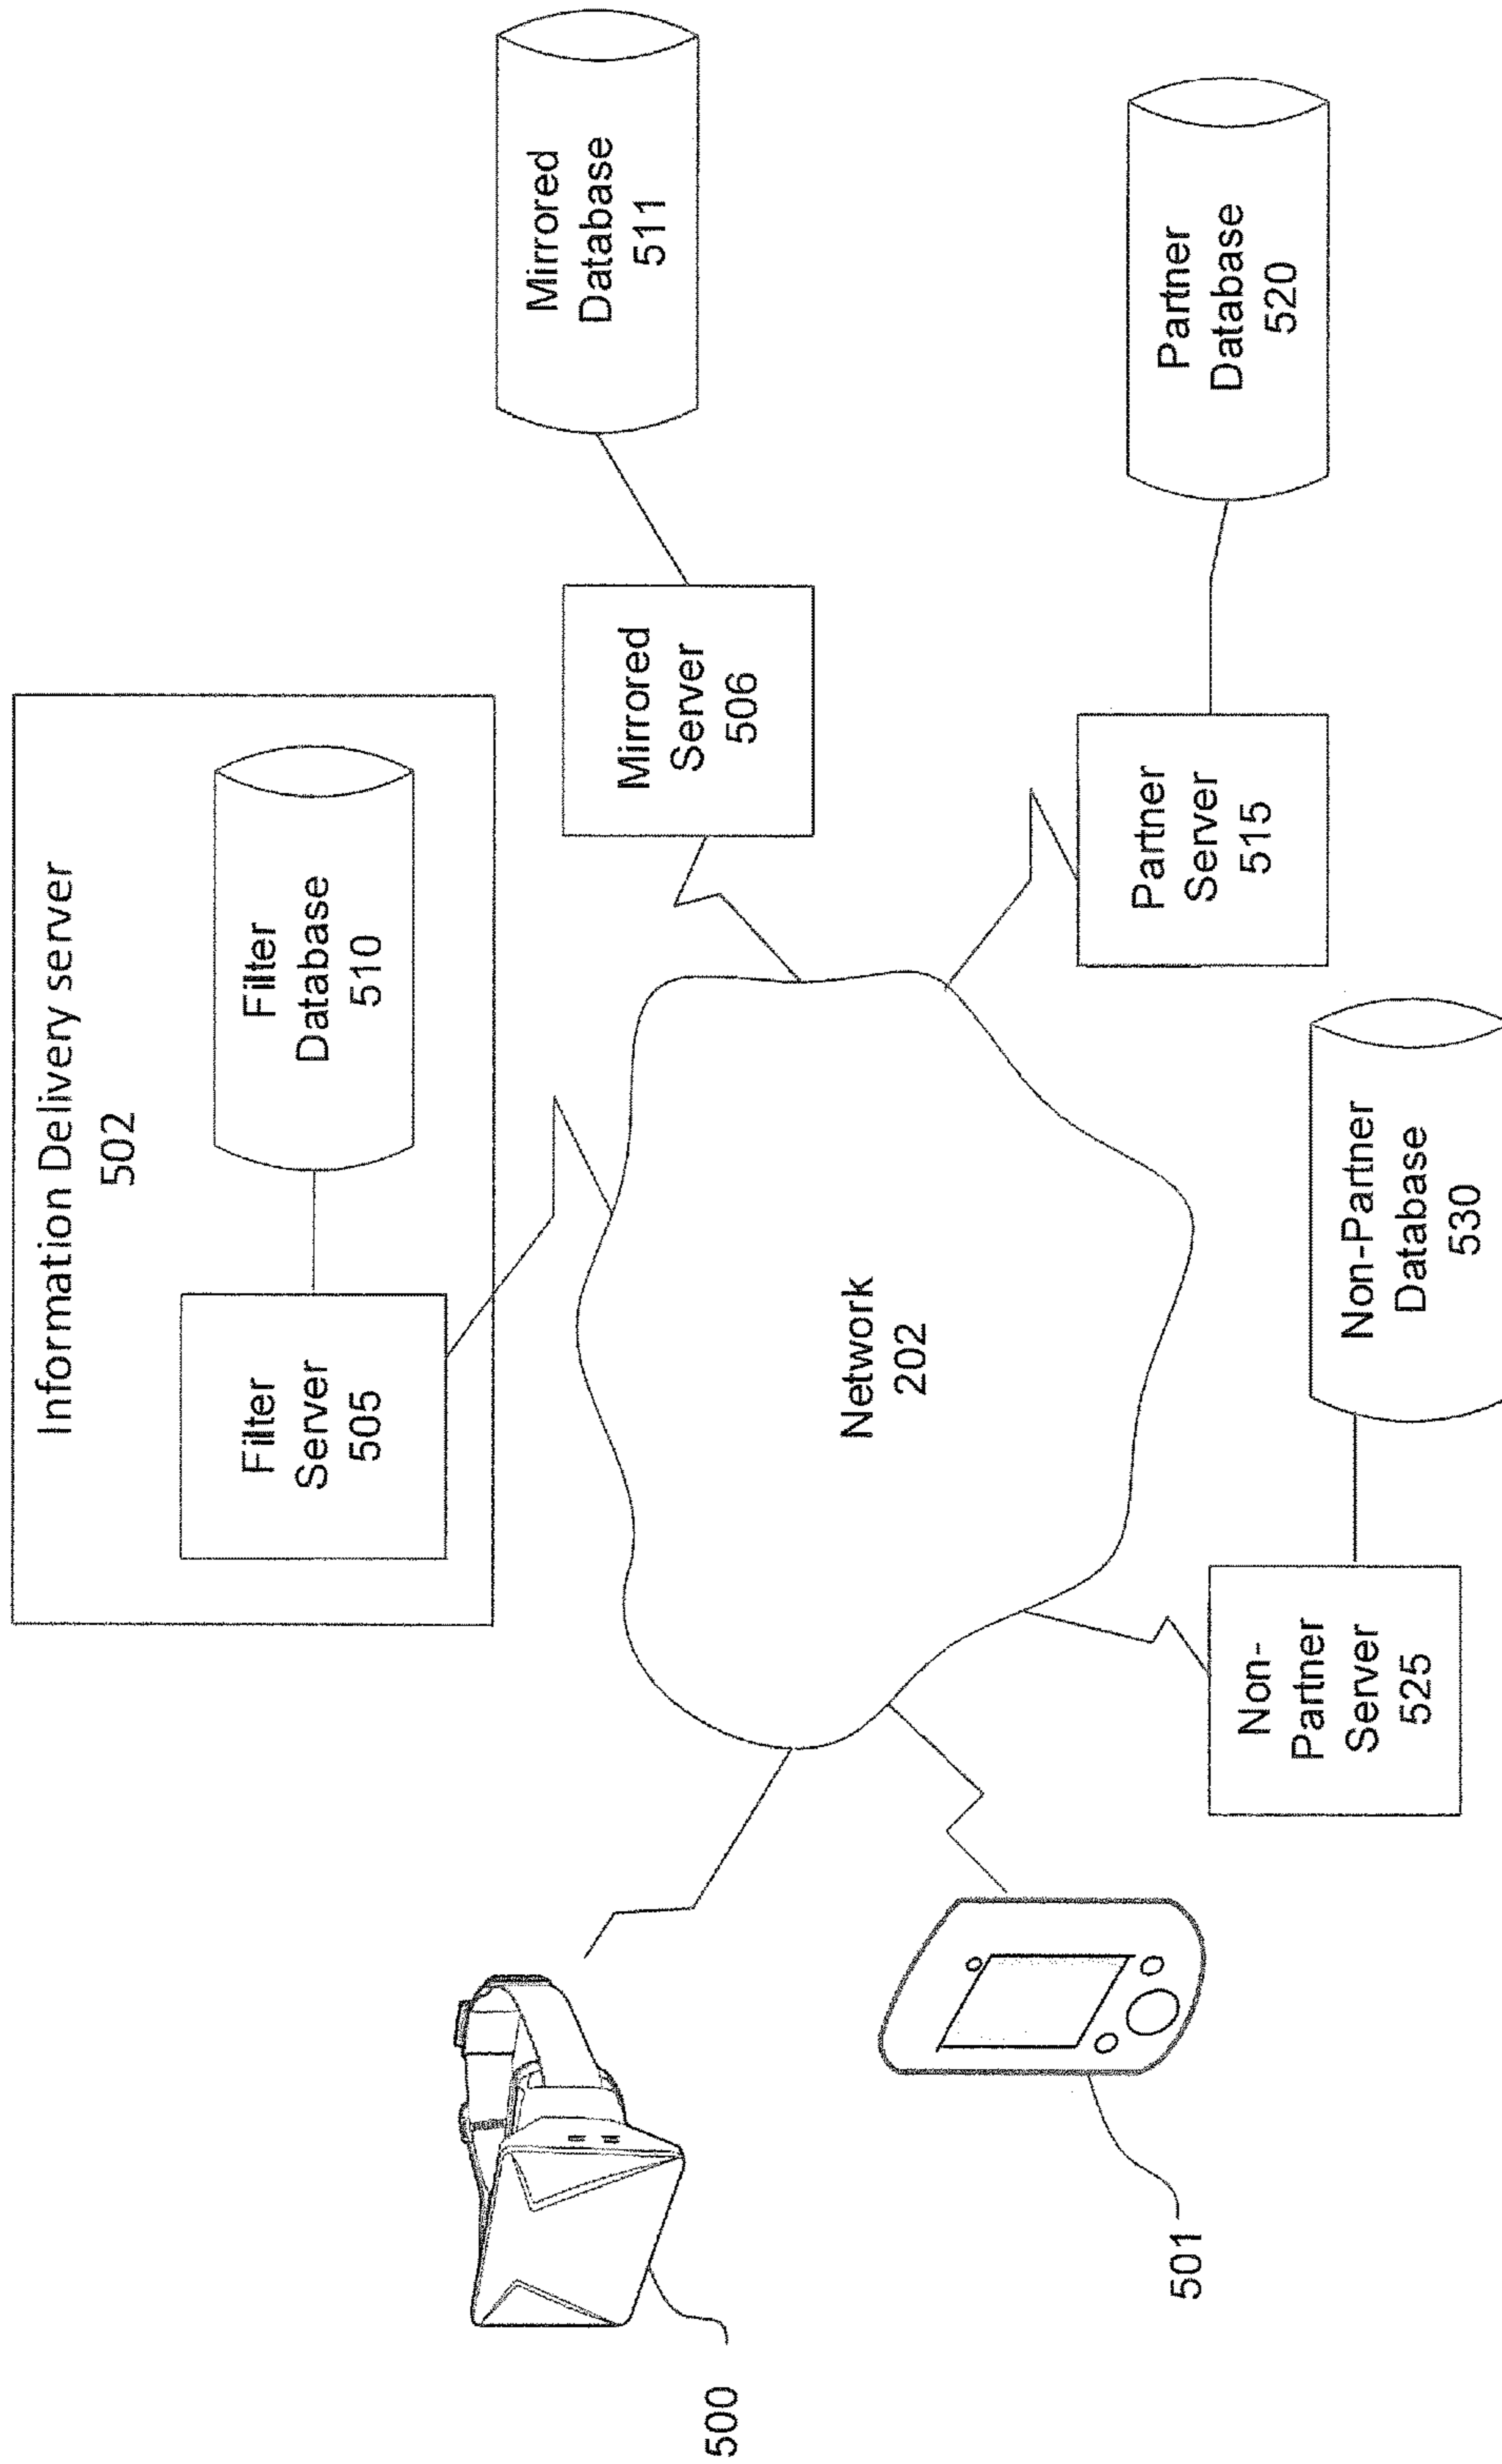 Information Delivery server
502
Filter
Server
505
Filter
Database
510
Mirrored
Server
506
Mirrored
Database
511
Network
202
Partner
Server
515
Partner
Database
520
Non-
Partner
Server
525
Non-Partner
Database
530
500
501